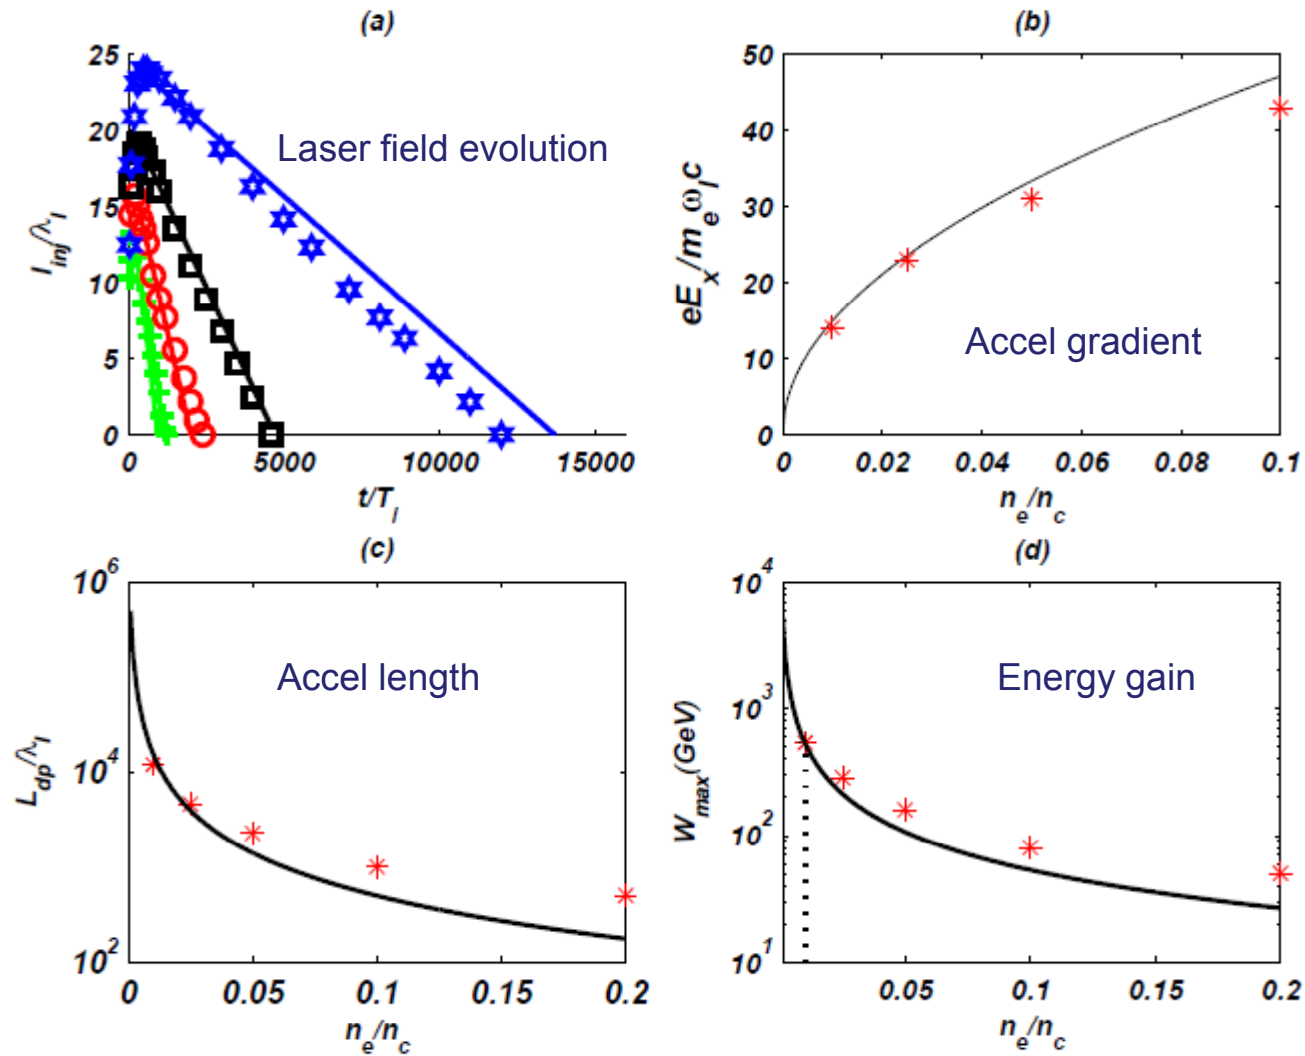 (a)
25
20
15
10
5
0
0
5000
10000
15000
l_inj/λ_l
t/T_l
Laser field evolution
(b)
50
40
30
20
10
0
0
0.02
0.04
0.06
0.08
0.1
eE_x/m_eω_lc
n_e/n_c
Accel gradient
(c)
10^6
10^4
10^2
0
0.05
0.1
0.15
0.2
L_dp/λ_l
n_e/n_c
Accel length
(d)
10^4
10^3
10^2
10^1
0.05
0.1
0.15
0.2
W_max(GeV)
n_e/n_c
Energy gain